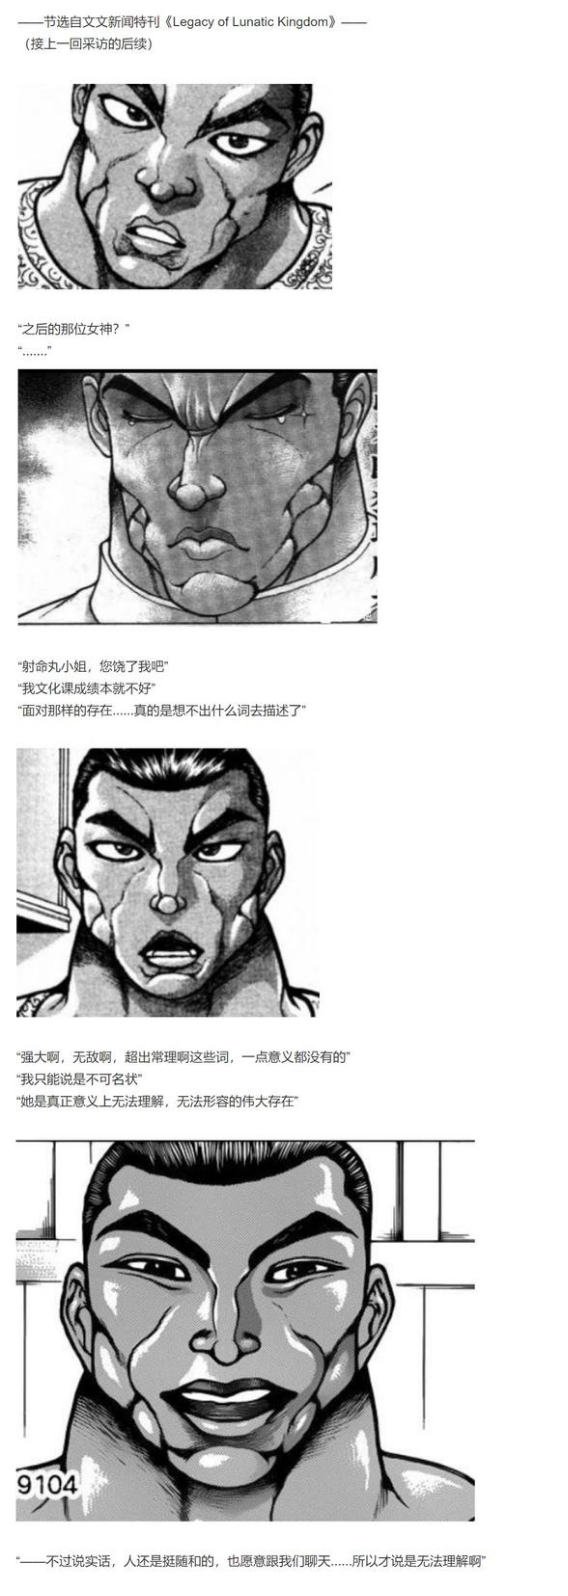 ——节选自文文新闻特刊《Legacy of Lunatic Kingdom》——
（接上一回采访的后续）
“之后的那位女神？”
“.......”
“射命丸小姐，您饶了我吧”
“我文化课成绩本就不好”
“面对那样的存在......真的是想不出什么词去描述了”
“强大啊，无敌啊，超出常理啊这些词，一点意义都没有的”
“我只能说是不可名状”
“她是真正意义上无法理解，无法形容的伟大存在”
9104
“——不过说实话，人还是挺随和的，也愿意跟我们聊天......所以才说是无法理解啊”